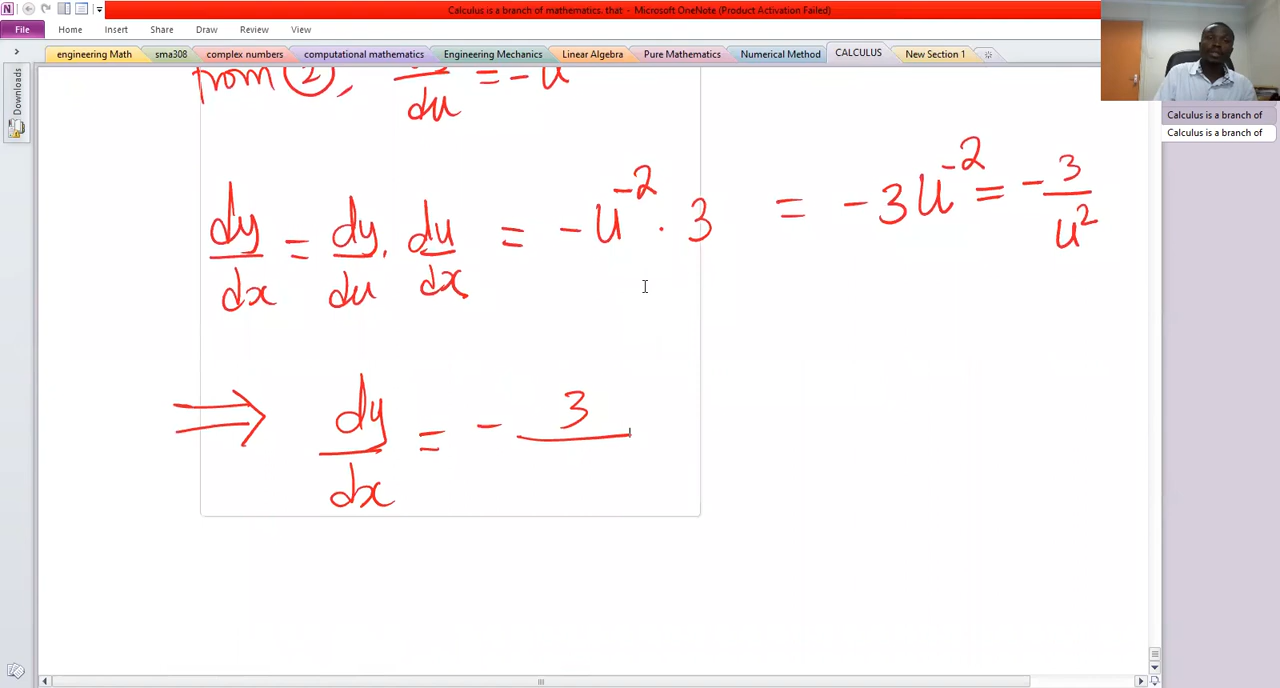 Calculus is a branch of mathematics. that - Microsoft OneNote (Product Activation Failed)
File Home Insert Share Draw Review View
engineering Math sma308 complex numbers computational mathematics Engineering Mechanics Linear Algebra Pure Mathematics Numerical Method CALCULUS New Section 1
Downloads
Calculus is a branch of
Calculus is a branch of
from (2), /du = -u
dy/dx = dy/du . du/dx = -u^-2 . 3 = -3u^-2 = -3/u^2
⟹ dy/dx = - 3/